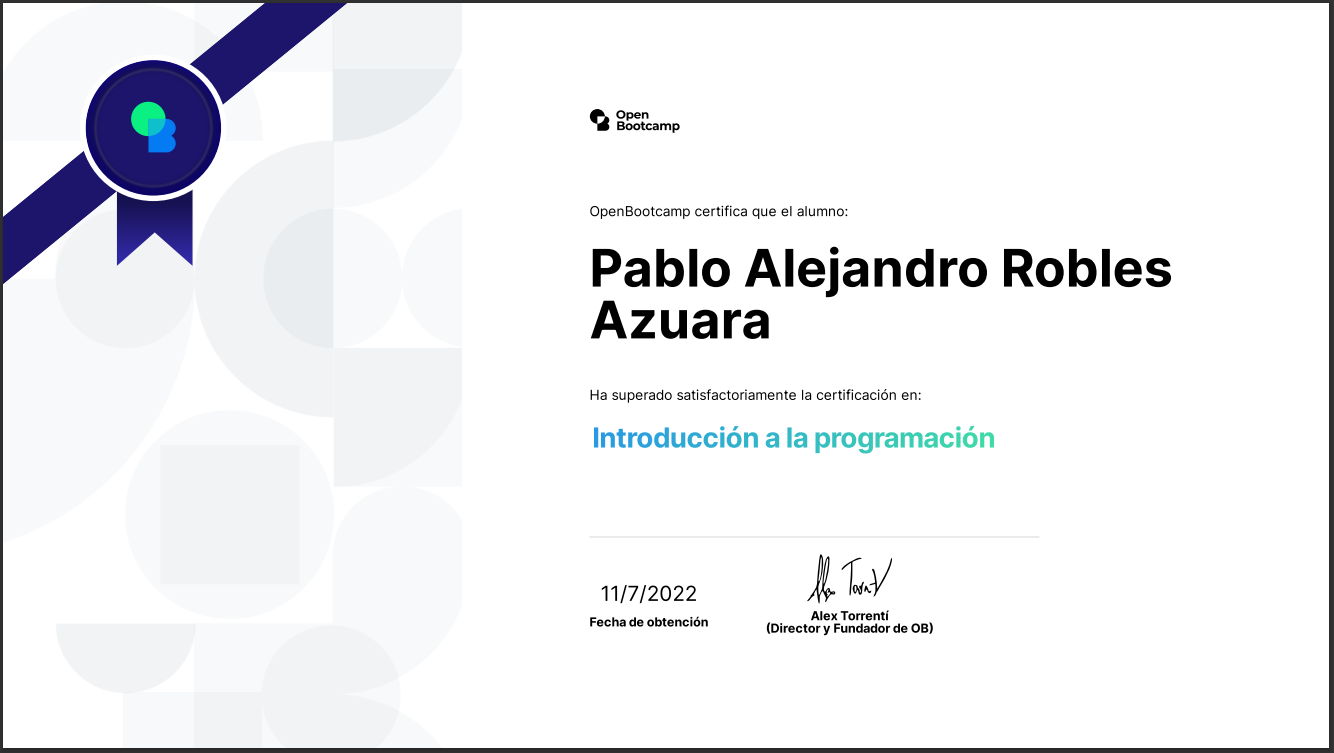 Open
Bootcamp
OpenBootcamp certifica que el alumno:
Pablo Alejandro Robles
Azuara
Ha superado satisfactoriamente la certificación en:
Introducción a la programación
11/7/2022
Fecha de obtención
Alex Torrentí
(Director y Fundador de OB)